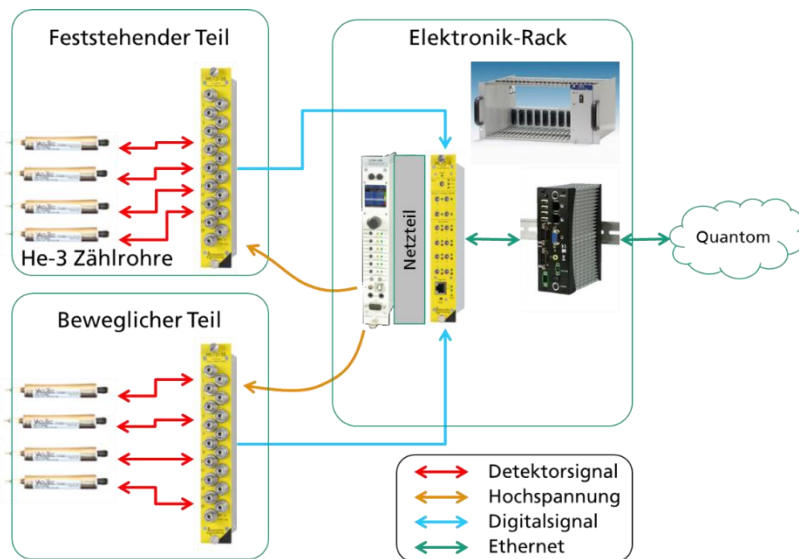 Feststehender Teil
Elektronik-Rack
He-3 Zählrohre
Netzteil
Quantom
Beweglicher Teil
Detektorsignal
Hochspannung
Digitalsignal
Ethernet